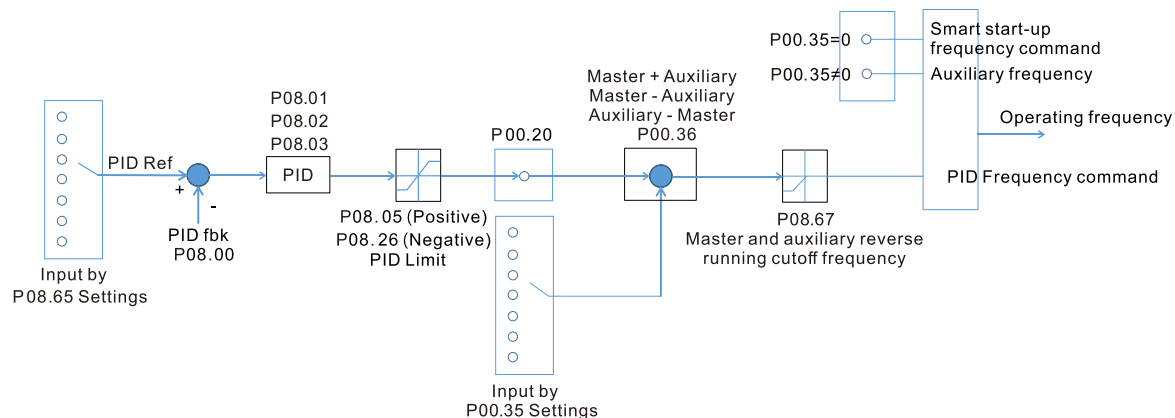 P00.35=0
Smart start-up
frequency command
P00.35≠0
Auxiliary frequency
Operating frequency
PID Frequency command
Master + Auxiliary
Master - Auxiliary
Auxiliary - Master
P00.36
P00.20
P08.01
P08.02
P08.03
PID
PID Ref
+
-
PID fbk
P08.00
Input by
P08.65 Settings
P08.05 (Positive)
P08.26 (Negative)
PID Limit
P08.67
Master and auxiliary reverse
running cutoff frequency
Input by
P00.35 Settings